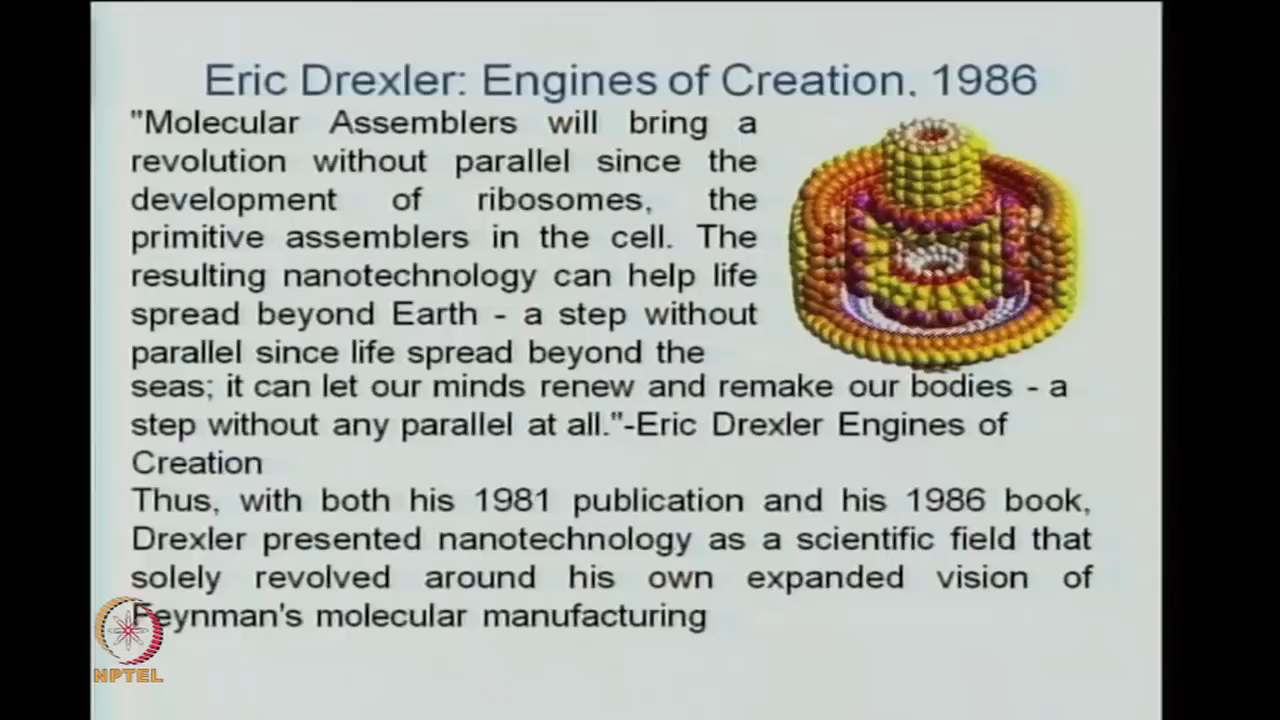 Eric Drexler: Engines of Creation, 1986
"Molecular Assemblers will bring a
revolution without parallel since the
development of ribosomes, the
primitive assemblers in the cell. The
resulting nanotechnology can help life
spread beyond Earth - a step without
parallel since life spread beyond the
seas; it can let our minds renew and remake our bodies - a
step without any parallel at all."-Eric Drexler Engines of
Creation
Thus, with both his 1981 publication and his 1986 book,
Drexler presented nanotechnology as a scientific field that
solely revolved around his own expanded vision of
Feynman's molecular manufacturing
NPTEL